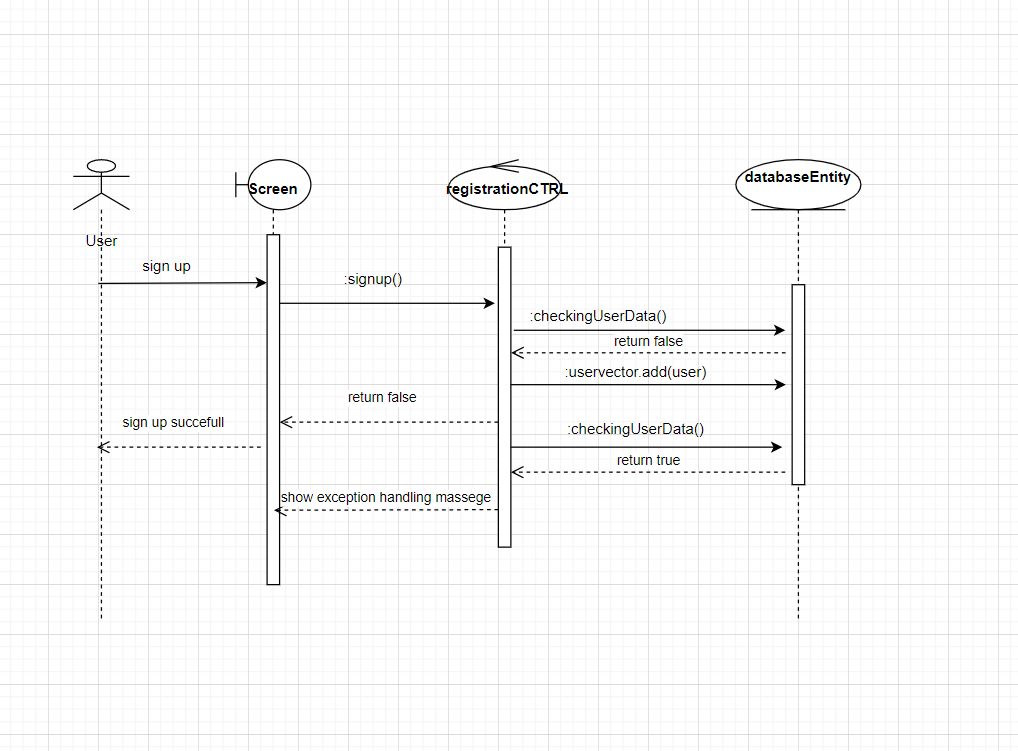 Screen
registrationCTRL
databaseEntity
User
sign up
:signup()
:checkingUserData()
return false
:uservector.add(user)
return false
sign up succefull
:checkingUserData()
return true
show exception handling massege